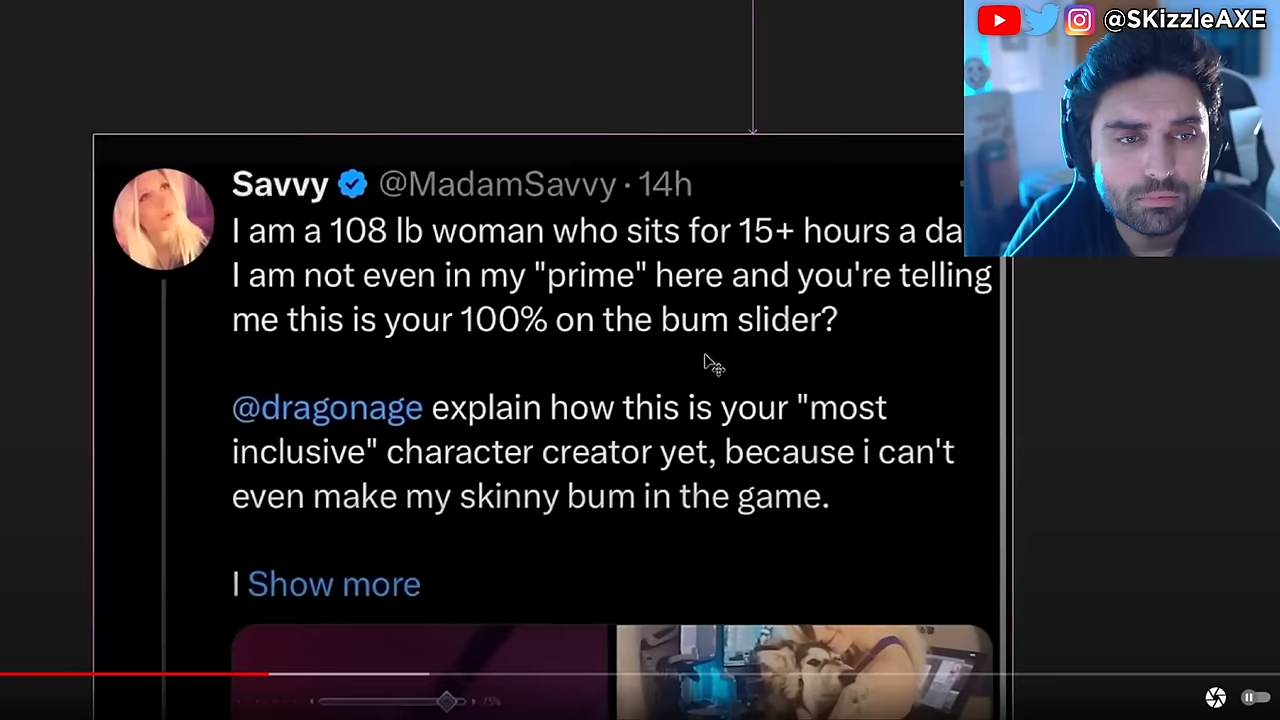 @SKizzleAXE
Savvy @MadamSavvy · 14h
I am a 108 lb woman who sits for 15+ hours a da
I am not even in my "prime" here and you're telling
me this is your 100% on the bum slider?
@dragonage explain how this is your "most
inclusive" character creator yet, because i can't
even make my skinny bum in the game.
I Show more
75%